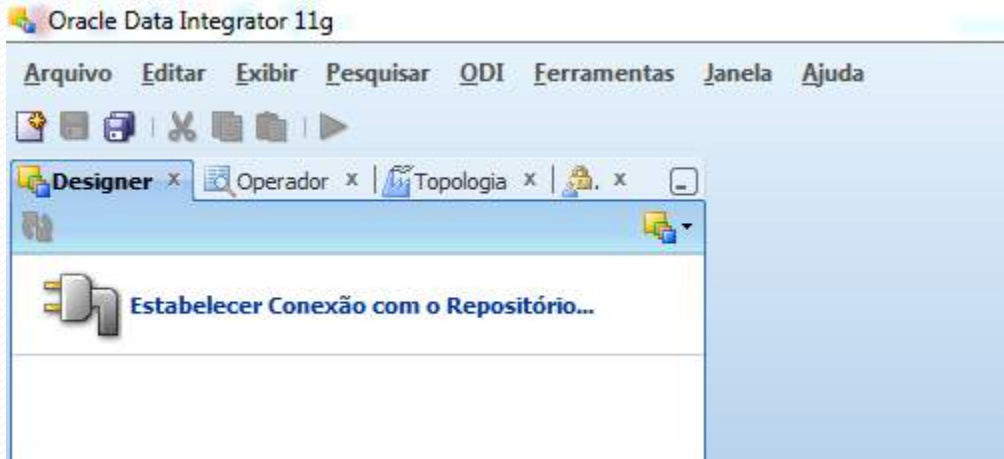 Oracle Data Integrator 11g
Arquivo Editar Exibir Pesquisar ODI Ferramentas Janela Ajuda
Designer x Operador x Topologia x . x
Estabelecer Conexão com o Repositório...